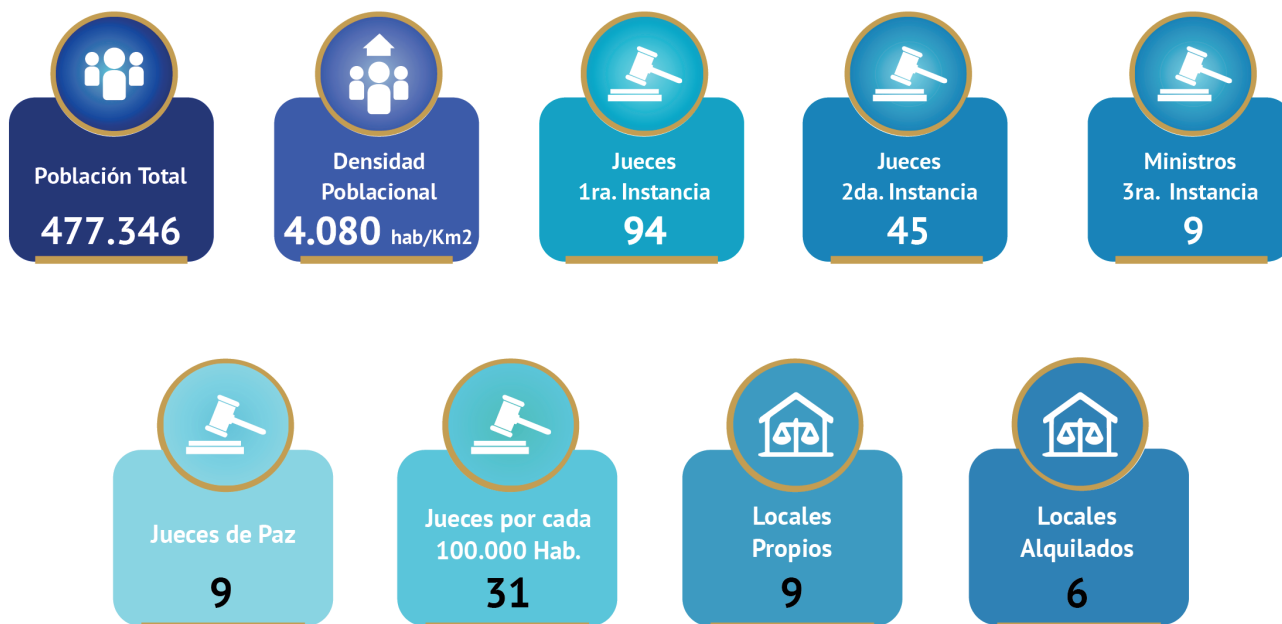 Población Total
477.346
Densidad
Poblacional
4.080 hab/Km2
Jueces
1ra. Instancia
94
Jueces
2da. Instancia
45
Ministros
3ra. Instancia
9
Jueces de Paz
9
Jueces por cada
100.000 Hab.
31
Locales
Propios
9
Locales
Alquilados
6